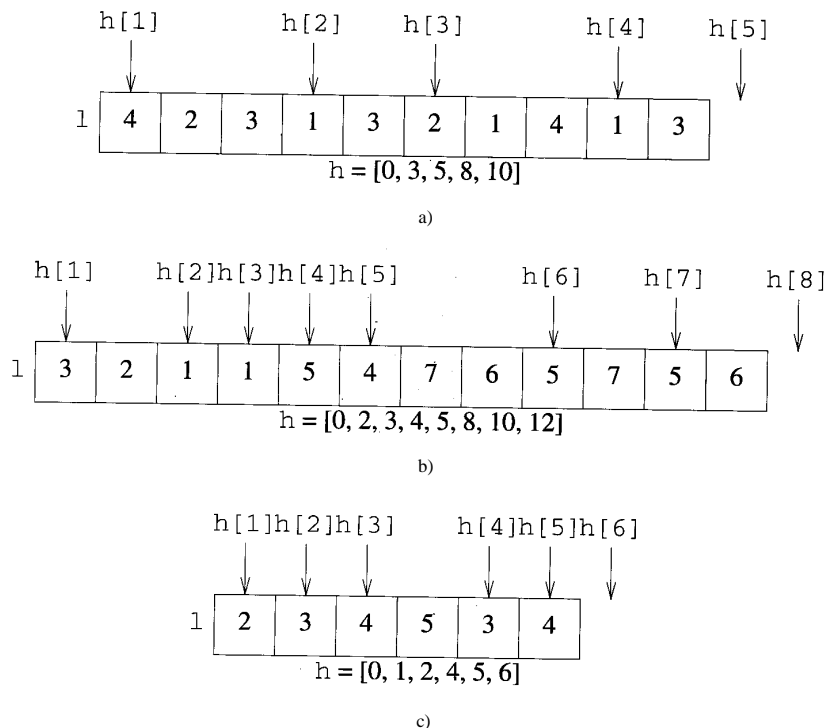 h[1] h[2] h[3] h[4] h[5]
l 4 2 3 1 3 2 1 4 1 3
h = [0, 3, 5, 8, 10]
a)
h[1] h[2] h[3] h[4] h[5] h[6] h[7] h[8]
l 3 2 1 1 5 4 7 6 5 7 5 6
h = [0, 2, 3, 4, 5, 8, 10, 12]
b)
h[1] h[2] h[3] h[4] h[5] h[6]
l 2 3 4 5 3 4
h = [0, 1, 2, 4, 5, 6]
c)